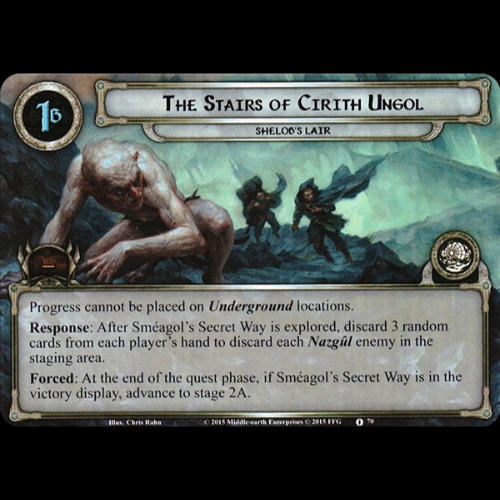 1B
THE STAIRS OF CIRITH UNGOL
SHELOB'S LAIR
Progress cannot be placed on Underground locations.
Response: After Sméagol's Secret Way is explored, discard 3 random
cards from each player's hand to discard each Nazgûl enemy in the
staging area.
Forced: At the end of the quest phase, if Sméagol's Secret Way is in the
victory display, advance to stage 2A.
Illus. Chris Rahn © 2015 Middle-earth Enterprises © 2015 FFG 70